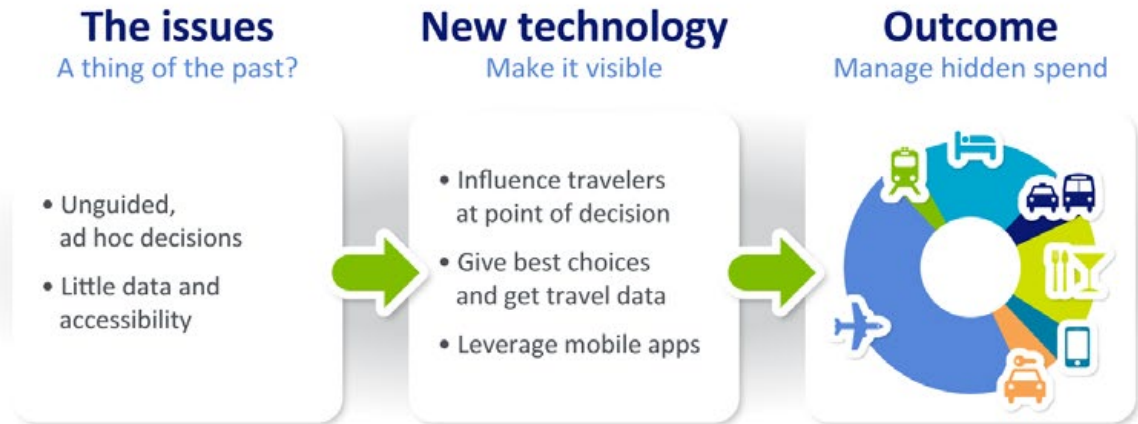 The issues
A thing of the past?
• Unguided,
ad hoc decisions
• Little data and
accessibility
New technology
Make it visible
• Influence travelers
at point of decision
• Give best choices
and get travel data
• Leverage mobile apps
Outcome
Manage hidden spend